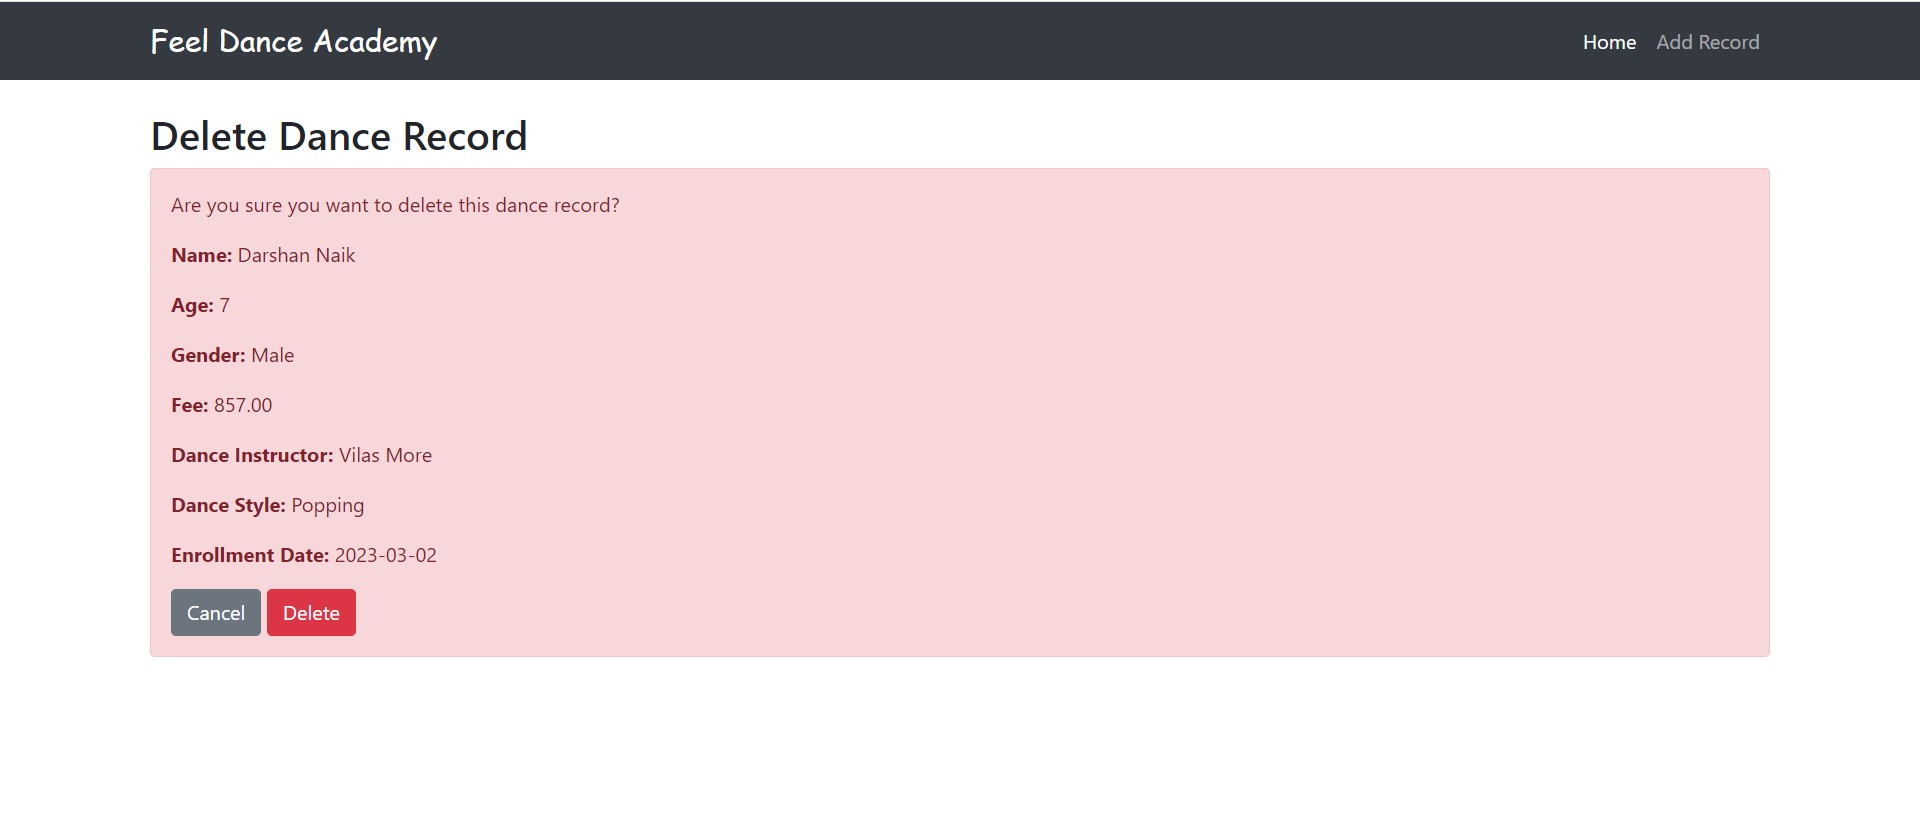 Feel Dance Academy
Home Add Record
Delete Dance Record
Are you sure you want to delete this dance record?
Name: Darshan Naik
Age: 7
Gender: Male
Fee: 857.00
Dance Instructor: Vilas More
Dance Style: Popping
Enrollment Date: 2023-03-02
Cancel Delete